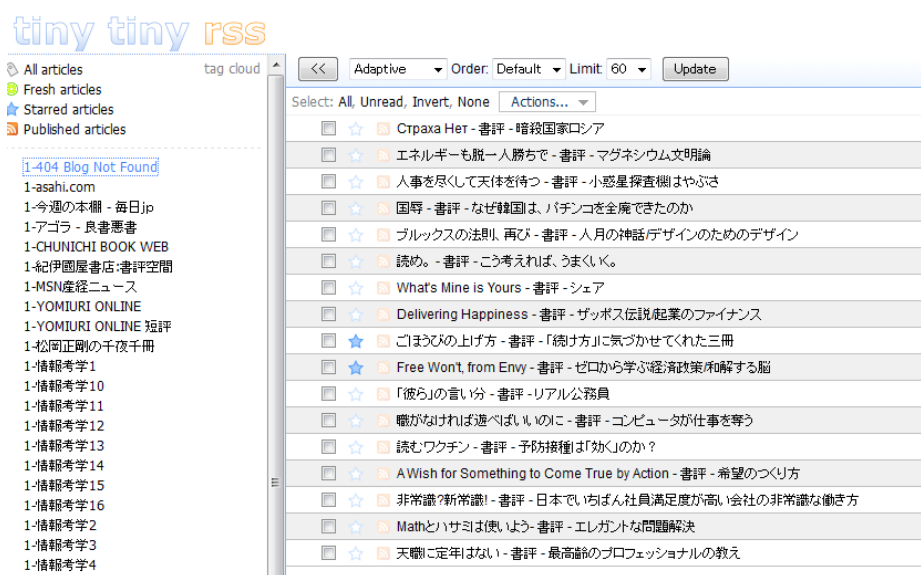 tiny tiny rss
All articles
tag cloud
Fresh articles
Starred articles
Published articles
1-404 Blog Not Found
1-asahi.com
1-今週の本棚 - 毎日jp
1-アゴラ - 良書悪書
1-CHUNICHI BOOK WEB
1-紀伊國屋書店:書評空間
1-MSN産経ニュース
1-YOMIURI ONLINE
1-YOMIURI ONLINE 短評
1-松岡正剛の千夜千冊
1-情報考学1
1-情報考学10
1-情報考学11
1-情報考学12
1-情報考学13
1-情報考学14
1-情報考学15
1-情報考学16
1-情報考学2
1-情報考学3
1-情報考学4
<< Adaptive Order: Default Limit: 60 Update
Select: All, Unread, Invert, None Actions...
Страха Нет - 書評 - 暗殺国家ロシア
エネルギーも脱一人勝ちで - 書評 - マグネシウム文明論
人事を尽くして天体を待つ - 書評 - 小惑星探査機はやぶさ
国辱 - 書評 - なぜ韓国は、パチンコを全廃できたのか
ブルックスの法則、再び - 書評 - 人月の神話/デザインのためのデザイン
読め。 - 書評 - こう考えれば、うまくいく。
What's Mine is Yours - 書評 - シェア
Delivering Happiness - 書評 - ザッポス伝説/起業のファイナンス
ごほうびの上げ方 - 書評 - 「続け方」に気づかせてくれた三冊
Free Won't, from Envy - 書評 - ゼロから学ぶ経済政策/和解する脳
「彼ら」の言い分 - 書評 - リアル公務員
職がなければ遊べばいいのに - 書評 - コンピュータが仕事を奪う
読むワクチン - 書評 - 予防接種は「効く」のか？
A Wish for Something to Come True by Action - 書評 - 希望のつくり方
非常識?新常識! - 書評 - 日本でいちばん社員満足度が高い会社の非常識な働き方
Mathとハサミは使いよう - 書評 - エレガントな問題解決
天職に定年はない - 書評 - 最高齢のプロフェッショナルの教え